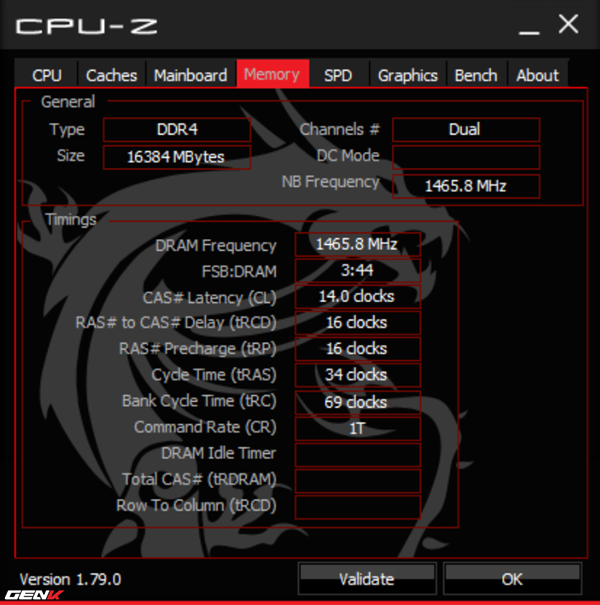 CPU-Z
CPU Caches Mainboard Memory SPD Graphics Bench About
General
Type DDR4 Channels # Dual
Size 16384 MBytes DC Mode
NB Frequency 1465.8 MHz
Timings
DRAM Frequency 1465.8 MHz
FSB:DRAM 3:44
CAS# Latency (CL) 14.0 clocks
RAS# to CAS# Delay (tRCD) 16 clocks
RAS# Precharge (tRP) 16 clocks
Cycle Time (tRAS) 34 clocks
Bank Cycle Time (tRC) 69 clocks
Command Rate (CR) 1T
DRAM Idle Timer
Total CAS# (tRDRAM)
Row To Column (tRCD)
Version 1.79.0 Validate OK
GENK